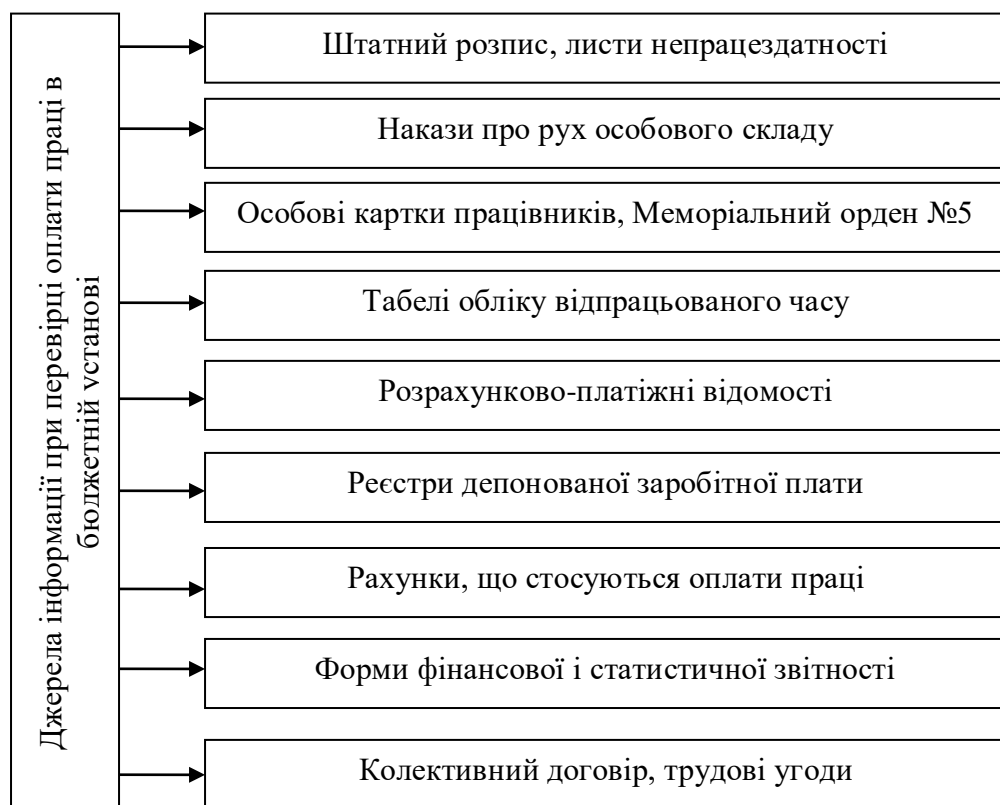 Джерела інформації при перевірці оплати праці в
бюджетній установі
Штатний розпис, листи непрацездатності
Накази про рух особового складу
Особові картки працівників, Меморіальний орден №5
Табелі обліку відпрацьованого часу
Розрахунково-платіжні відомості
Реєстри депонованої заробітної плати
Рахунки, що стосуються оплати праці
Форми фінансової і статистичної звітності
Колективний договір, трудові угоди